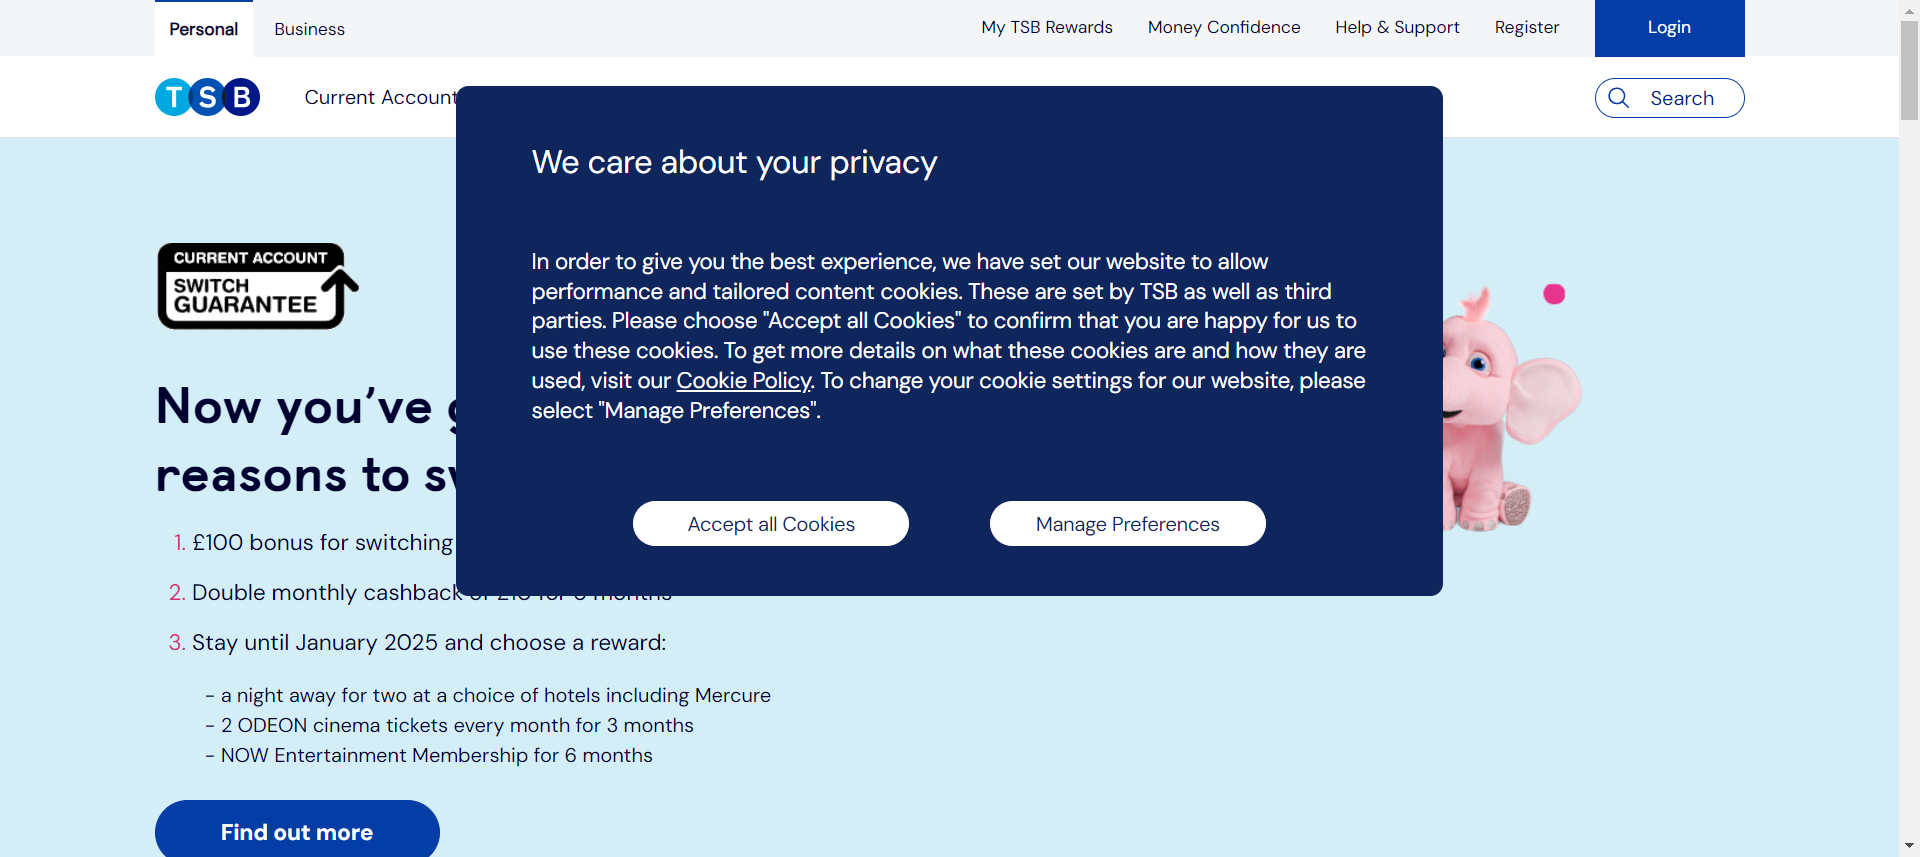 Personal
Business
My TSB Rewards
Money Confidence
Help & Support
Register
Login
TSB
Current Account
Search
We care about your privacy
In order to give you the best experience, we have set our website to allow
performance and tailored content cookies. These are set by TSB as well as third
parties. Please choose "Accept all Cookies" to confirm that you are happy for us to
use these cookies. To get more details on what these cookies are and how they are
used, visit our Cookie Policy. To change your cookie settings for our website, please
select "Manage Preferences".
Accept all Cookies
Manage Preferences
CURRENT ACCOUNT
SWITCH
GUARANTEE
Now you've
reasons to
1. £100 bonus for switching
2. Double monthly cashback
3. Stay until January 2025 and choose a reward:
- a night away for two at a choice of hotels including Mercure
- 2 ODEON cinema tickets every month for 3 months
- NOW Entertainment Membership for 6 months
Find out more